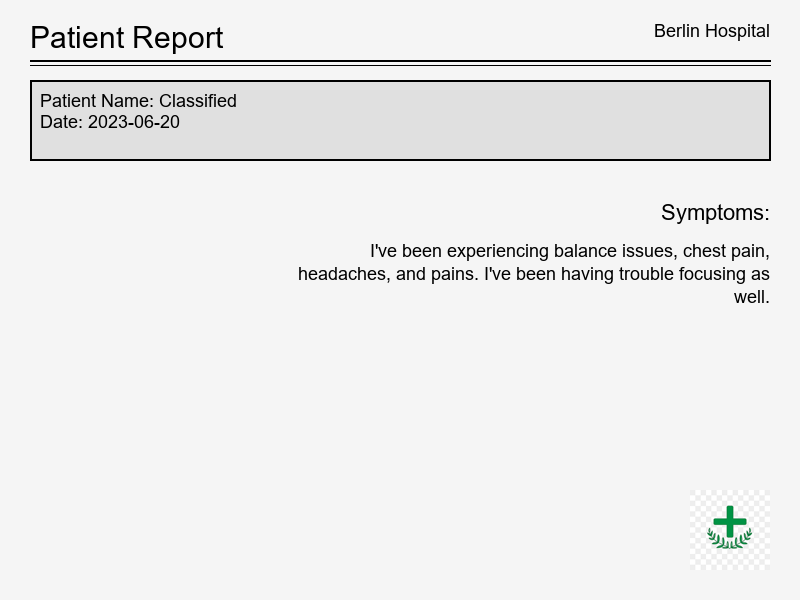 Patient Report
Berlin Hospital
Patient Name: Classified
Date: 2023-06-20
Symptoms:
I've been experiencing balance issues, chest pain,
headaches, and pains. I've been having trouble focusing as
well.